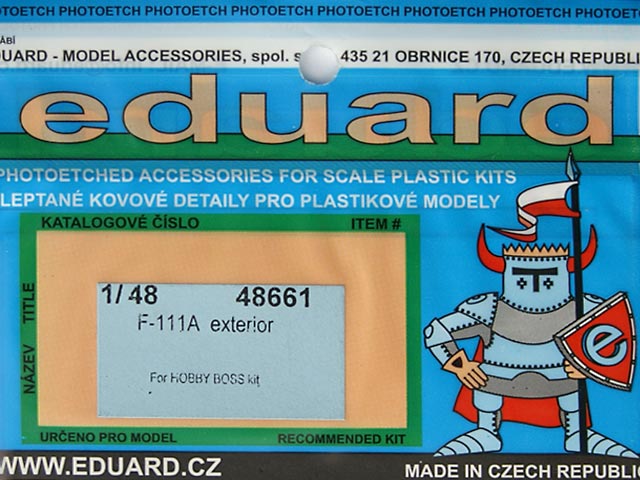 PHOTOETCH PHOTOETCH PHOTOETCH PHOTOETCH PHOTOETCH PHOTOETCH PHOTOETCH
- MODEL ACCESSORIES, spol. 435 21 OBRNICE 170, CZECH
eduard
PHOTOETCHED ACCESSORIES FOR SCALE PLASTIC KITS
LEPTANÉ KOVOVÉ DETAILY PRO PLASTIKOVÉ MODELY
KATALOGOVÉ ČÍSLO ITEM #
1/48 48661
F-111A exterior
For HOBBY BOSS kit
NÁZEV TITLE
e
URČENO PRO MODEL RECOMMENDED KIT
WWW.EDUARD.CZ
MADE IN CZECH REPUBLIC